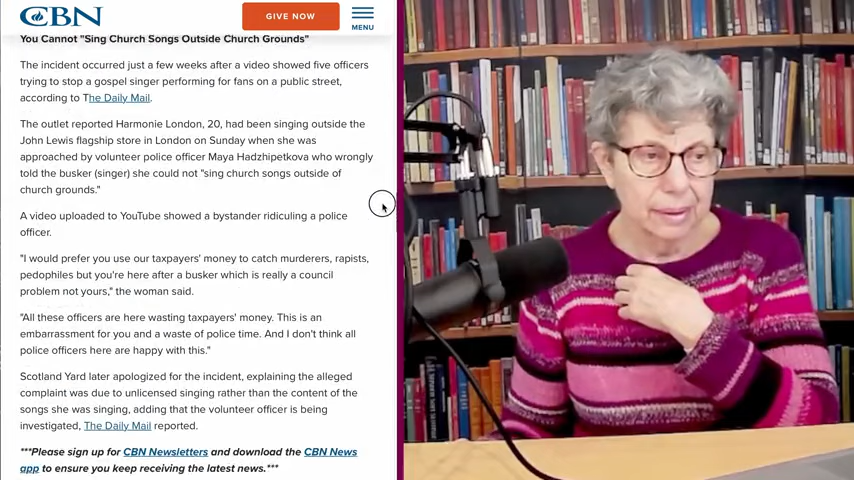 CBN
GIVE NOW
MENU
You Cannot "Sing Church Songs Outside Church Grounds"
The incident occurred just a few weeks after a video showed five officers
trying to stop a gospel singer performing for fans on a public street,
according to The Daily Mail.
The outlet reported Harmonie London, 20, had been singing outside the
John Lewis flagship store in London on Sunday when she was
approached by volunteer police officer Maya Hadzhipetkova who wrongly
told the busker (singer) she could not "sing church songs outside of
church grounds."
A video uploaded to YouTube showed a bystander ridiculing a police
officer.
"I would prefer you use our taxpayers' money to catch murderers, rapists,
pedophiles but you're here after a busker which is really a council
problem not yours," the woman said.
"All these officers are here wasting taxpayers' money. This is an
embarrassment for you and a waste of police time. And I don't think all
police officers here are happy with this."
Scotland Yard later apologized for the incident, explaining the alleged
complaint was due to unlicensed singing rather than the content of the
songs she was singing, adding that the volunteer officer is being
investigated, The Daily Mail reported.
***Please sign up for CBN Newsletters and download the CBN News
app to ensure you keep receiving the latest news.***